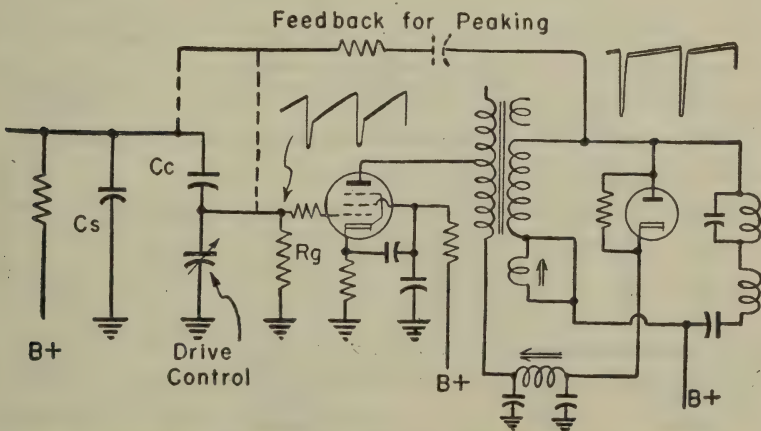 Feedback for Peaking
Cc
Cs
Rg
B+
Drive
Control
B+
B+